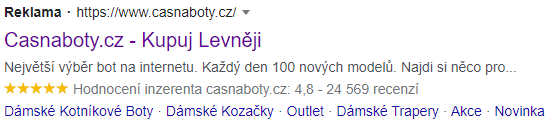 Reklama · https://www.casnaboty.cz/
Casnaboty.cz - Kupuj Levněji
Největší výběr bot na internetu. Každý den 100 nových modelů. Najdi si něco pro...
Hodnocení inzerenta casnaboty.cz: 4,8 - 24 569 recenzí
Dámské Kotníkové Boty · Dámské Kozačky · Outlet · Dámské Trapery · Akce · Novinka